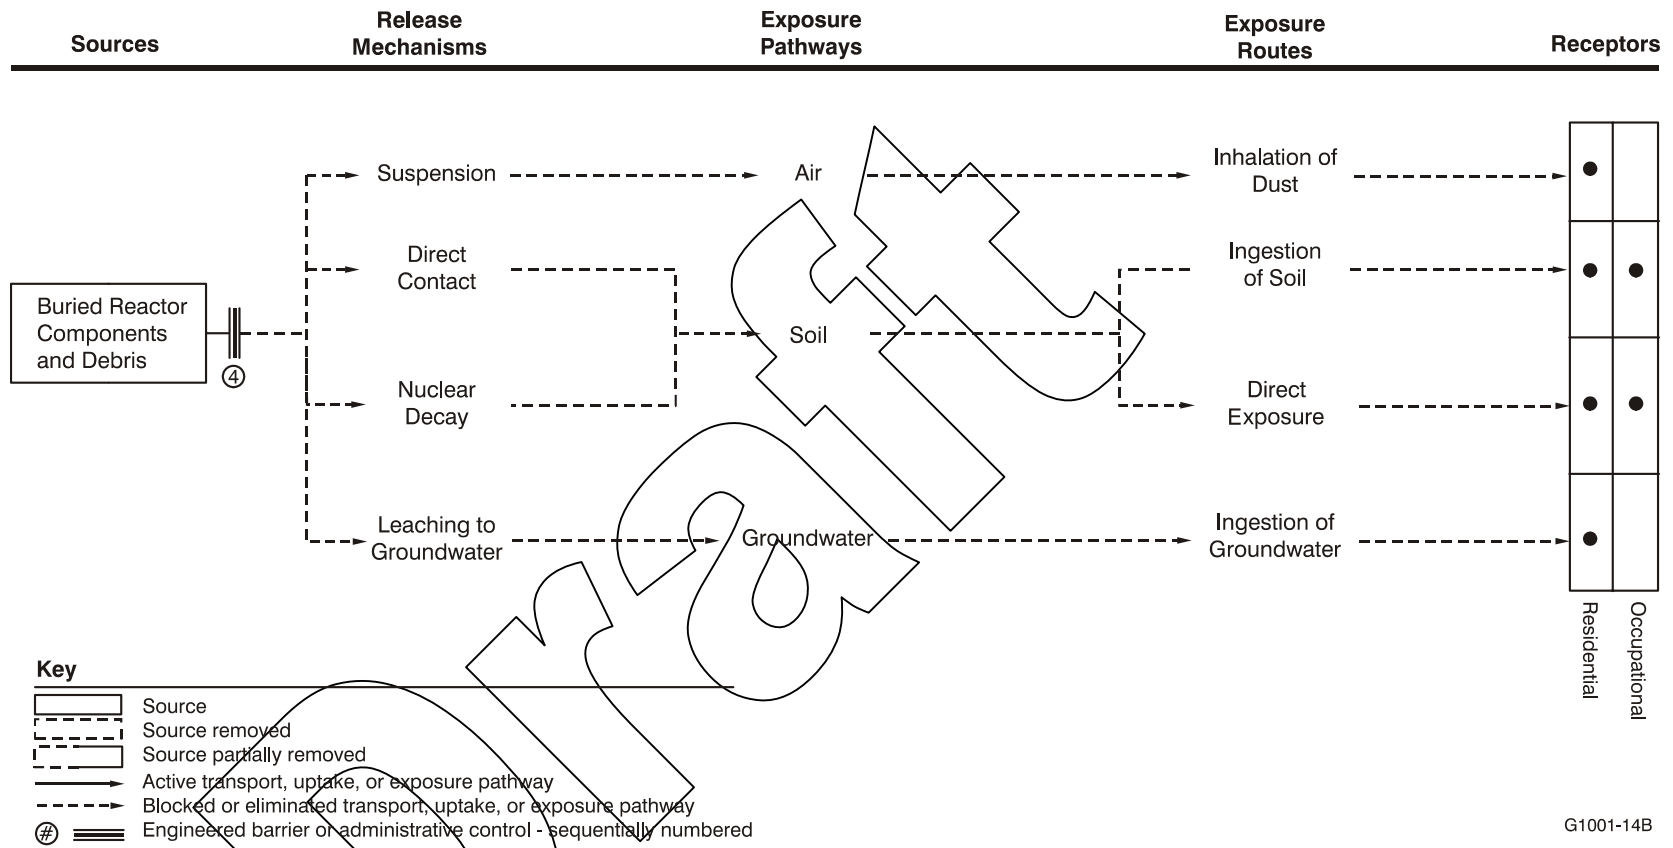 Sources
Release
Mechanisms
Exposure
Pathways
Exposure
Routes
Receptors
Suspension
Air
Inhalation of
Dust
Direct
Contact
Ingestion
of Soil
Buried Reactor
Components
and Debris
4
Soil
Nuclear
Decay
Direct
Exposure
Leaching to
Groundwater
Groundwater
Ingestion of
Groundwater
Residential
Occupational
Key
Source
Source removed
Source partially removed
Active transport, uptake, or exposure pathway
Blocked or eliminated transport, uptake, or exposure pathway
# Engineered barrier or administrative control - sequentially numbered
G1001-14B
Draft